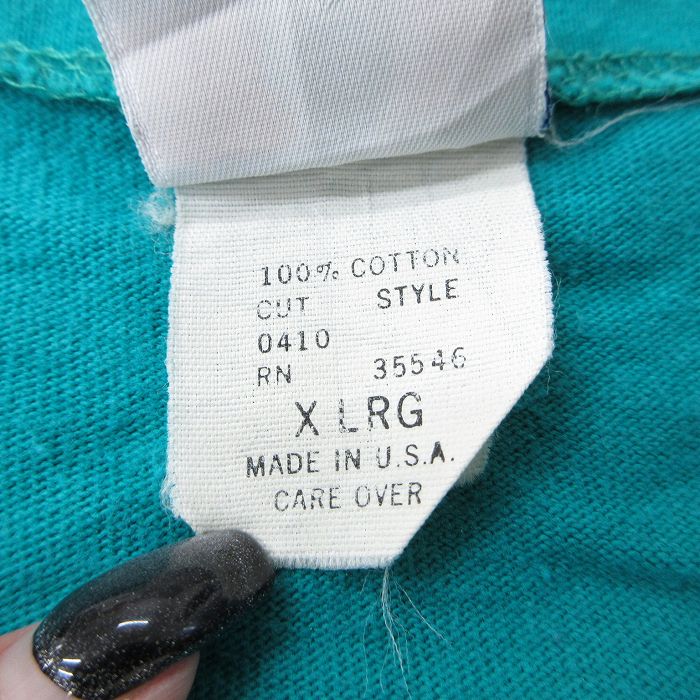 100% COTTON
CUT STYLE
0410
RN 35546
X LRG
MADE IN U.S.A.
CARE OVER